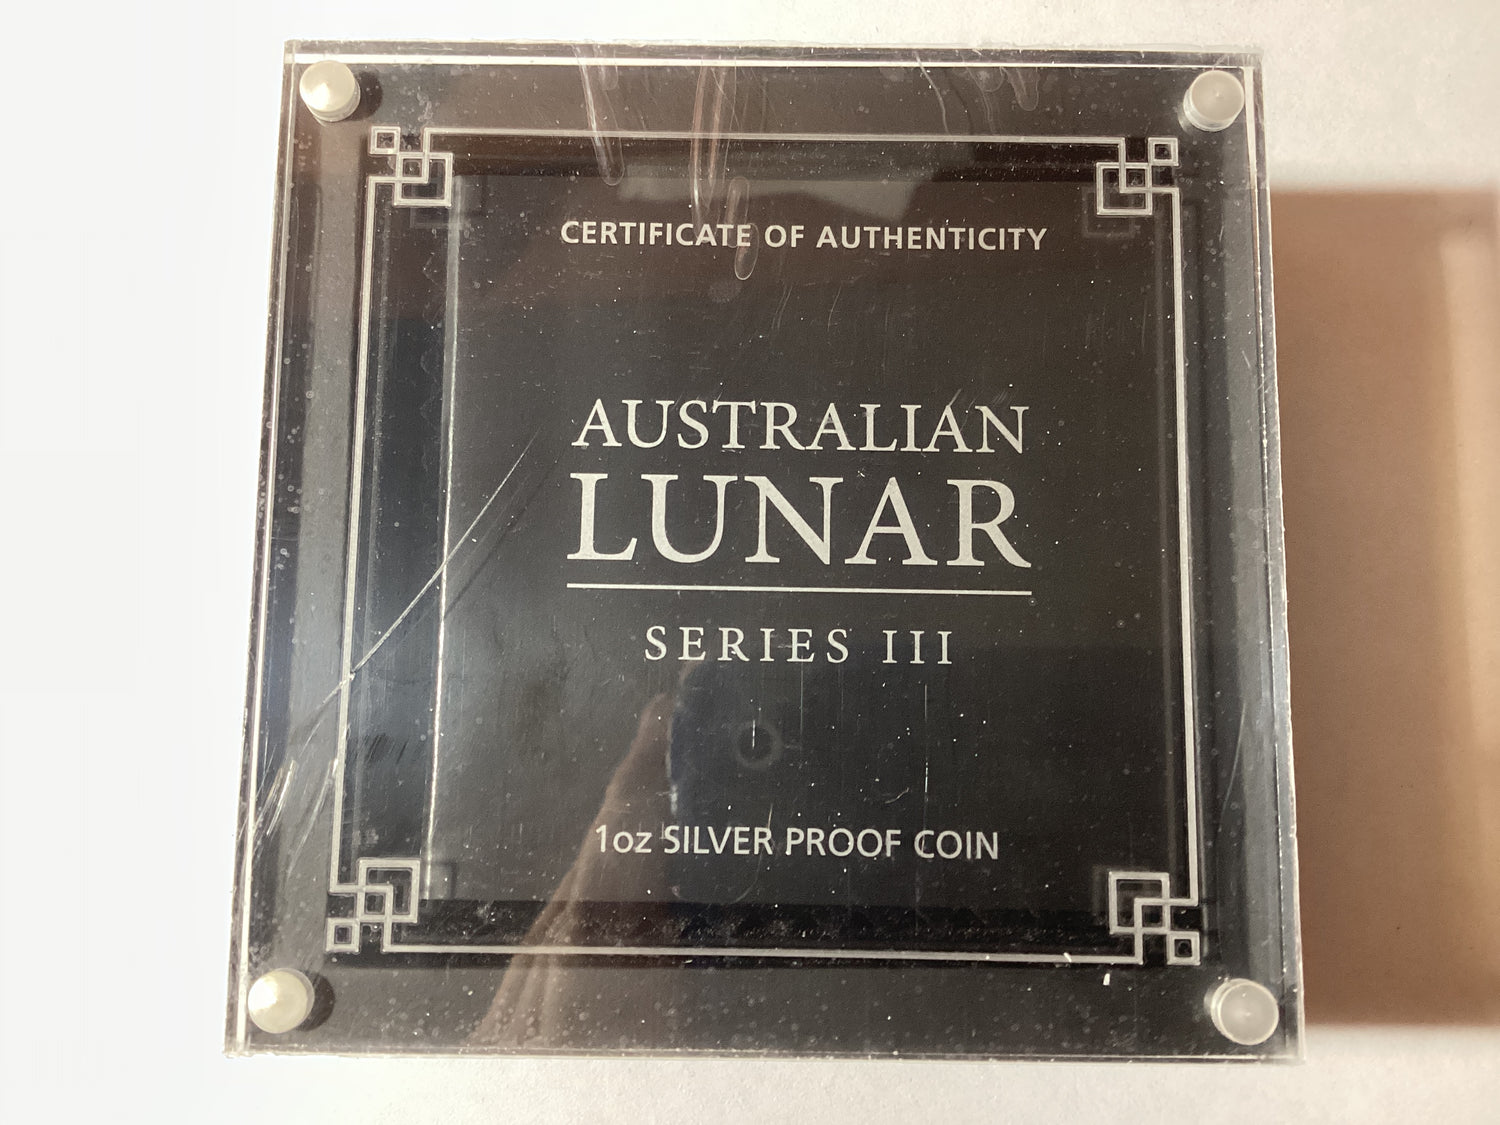 CERTIFICATE OF AUTHENTICITY
AUSTRALIAN
LUNAR
SERIES III
1oz SILVER PROOF COIN